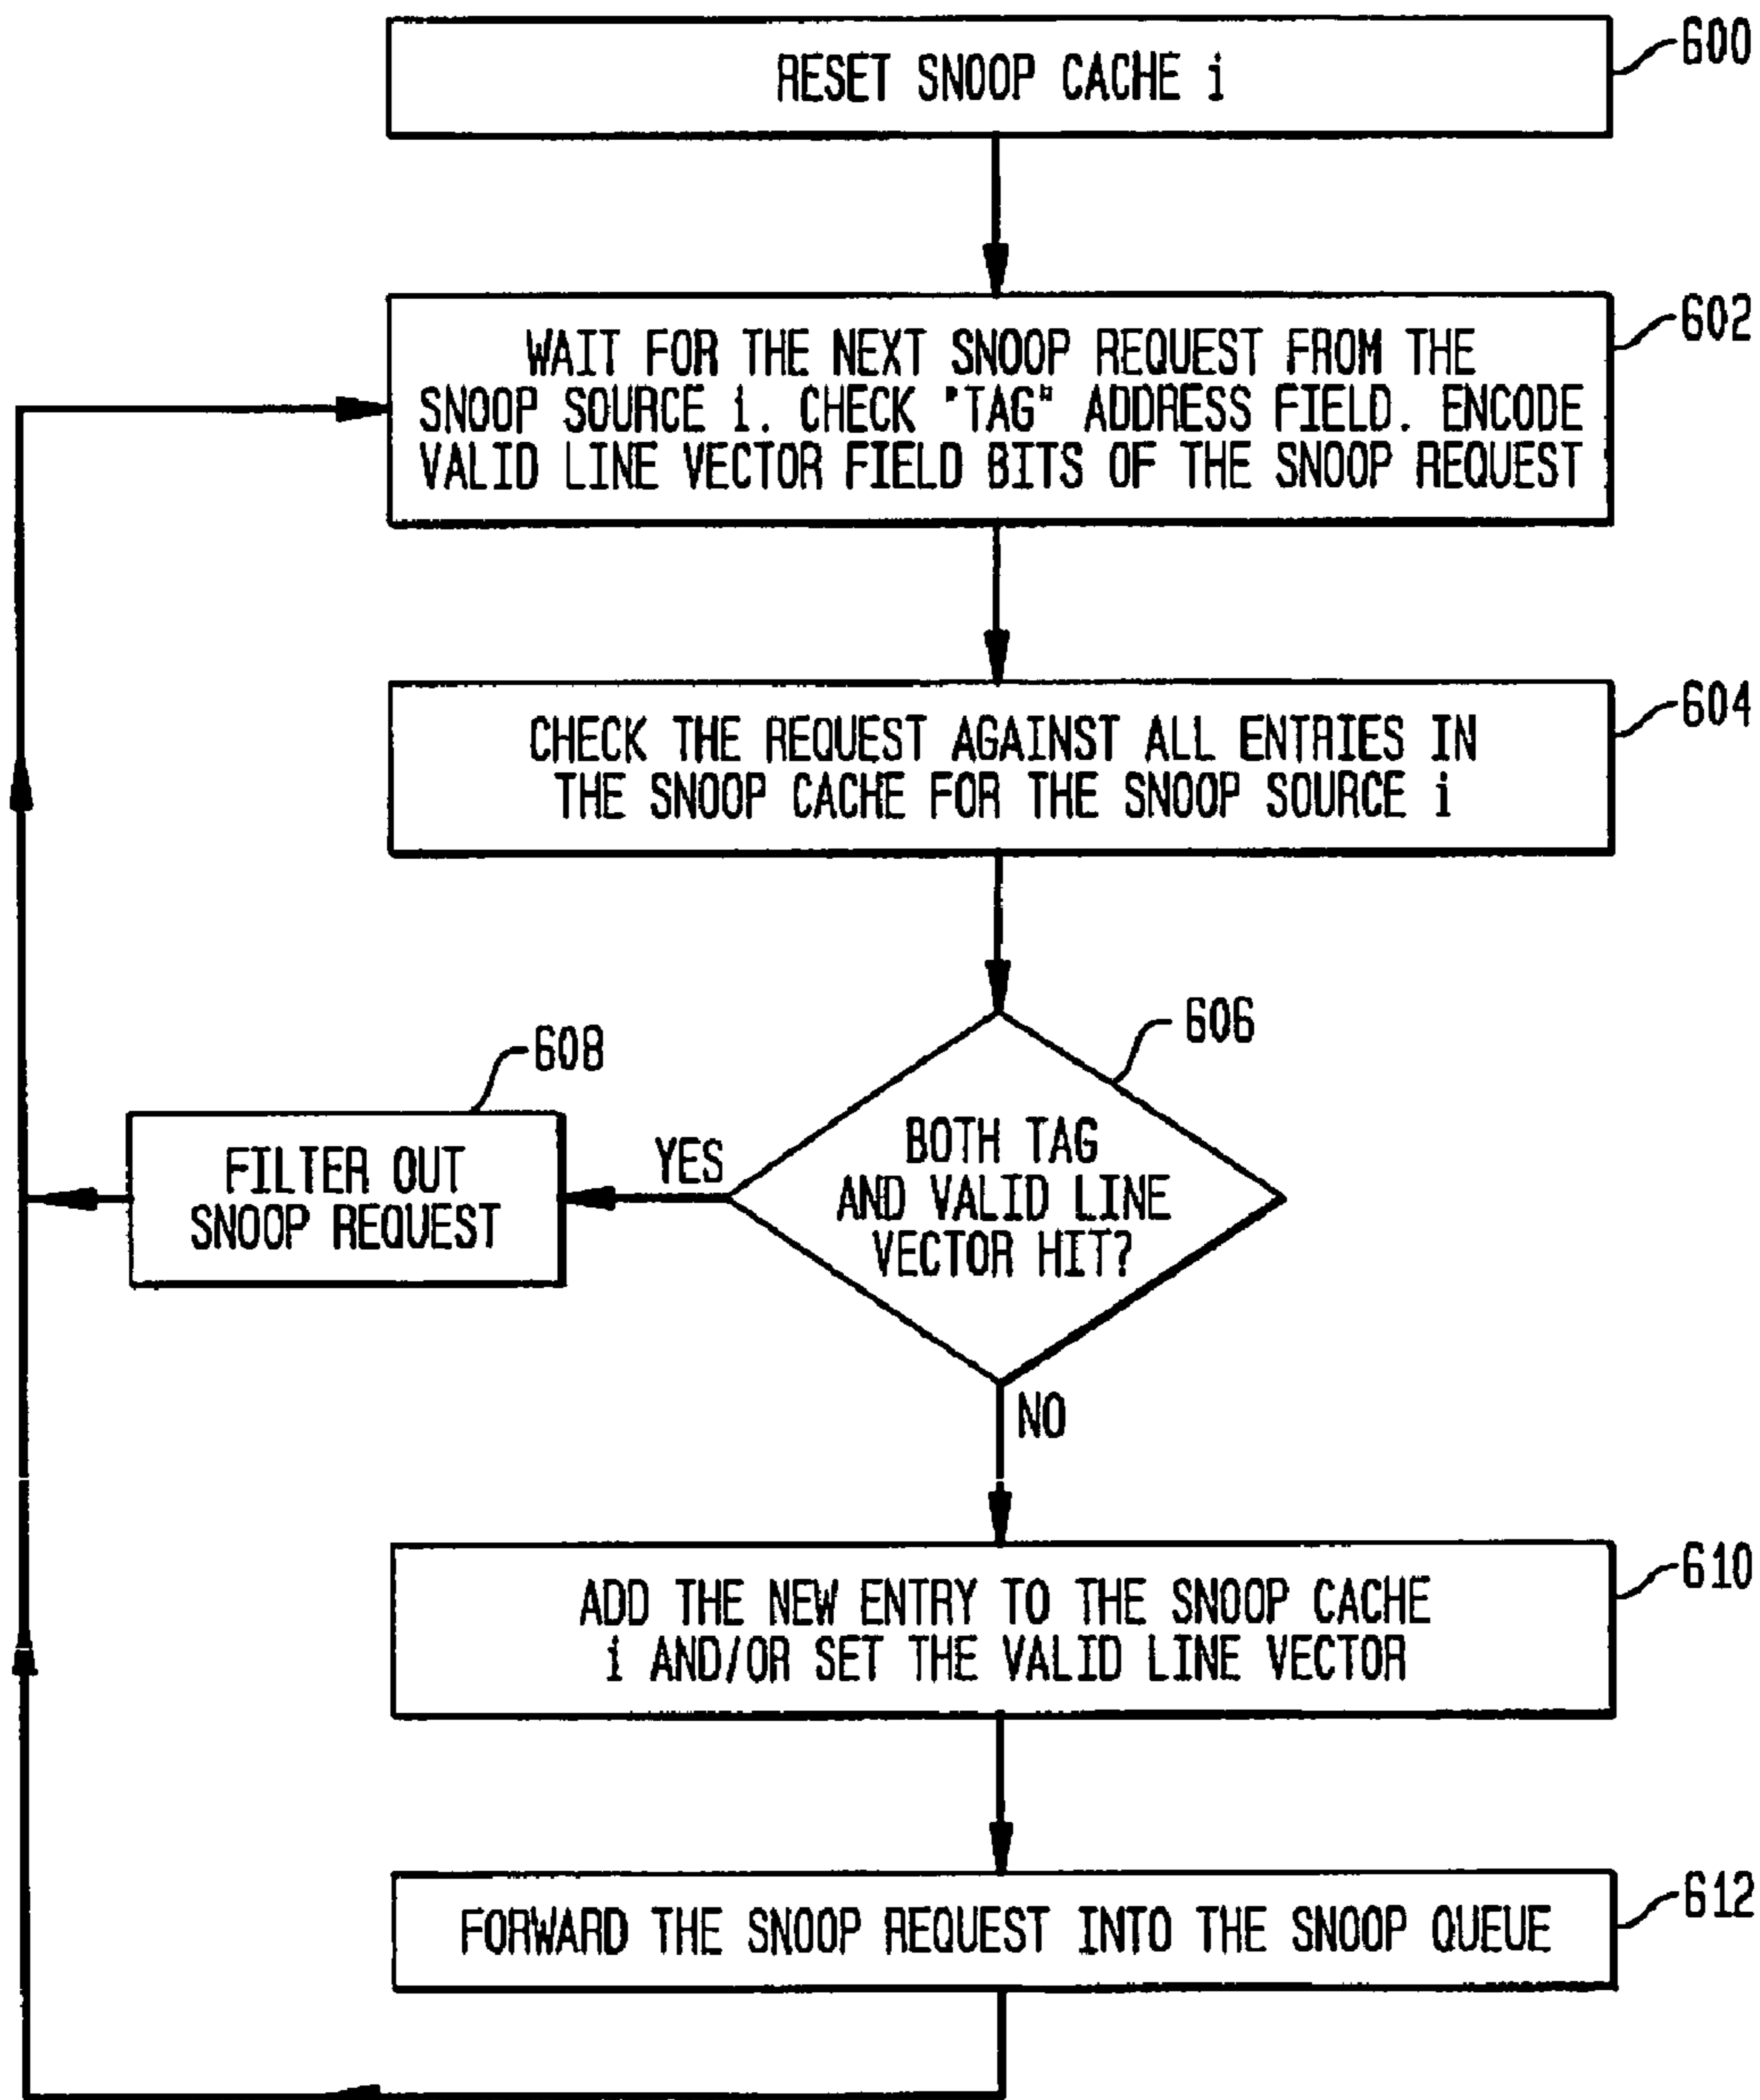 RESET SNOOP CACHE i
600
WAIT FOR THE NEXT SNOOP REQUEST FROM THE
SNOOP SOURCE i. CHECK "TAG" ADDRESS FIELD. ENCODE
VALID LINE VECTOR FIELD BITS OF THE SNOOP REQUEST
602
CHECK THE REQUEST AGAINST ALL ENTRIES IN
THE SNOOP CACHE FOR THE SNOOP SOURCE i
604
BOTH TAG
AND VALID LINE
VECTOR HIT?
606
YES
FILTER OUT
SNOOP REQUEST
608
NO
ADD THE NEW ENTRY TO THE SNOOP CACHE
i AND/OR SET THE VALID LINE VECTOR
610
FORWARD THE SNOOP REQUEST INTO THE SNOOP QUEUE
612